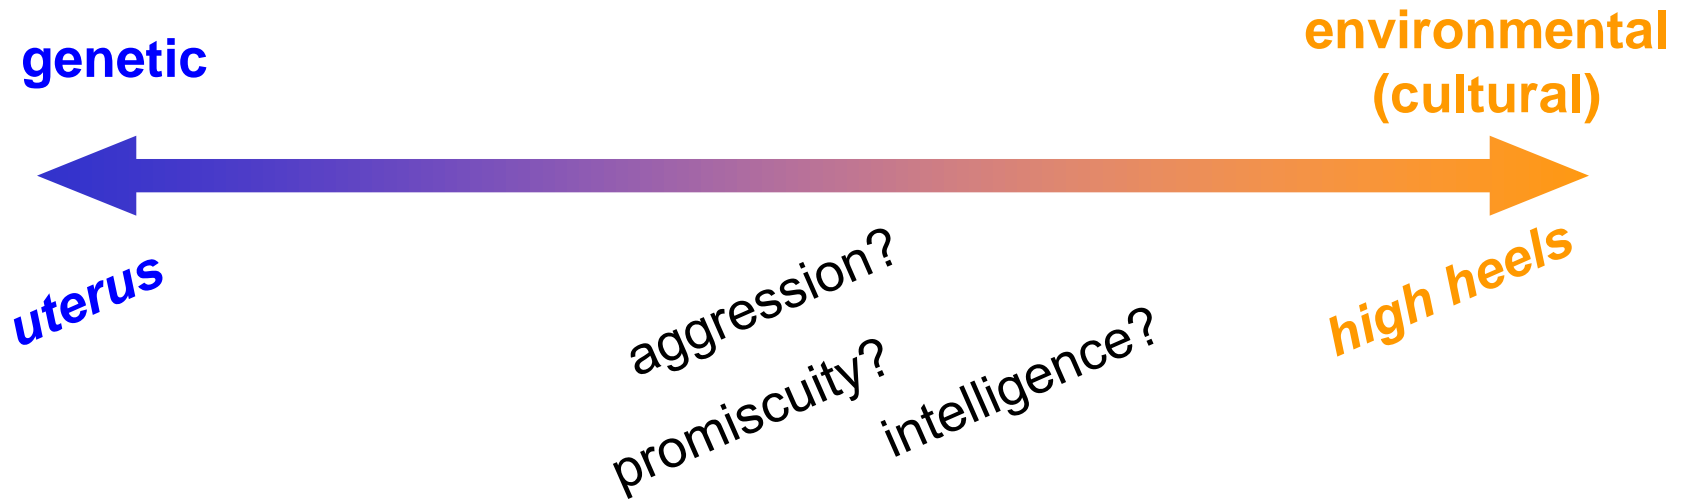 genetic
environmental
(cultural)
uterus
aggression?
promiscuity?
intelligence?
high heels